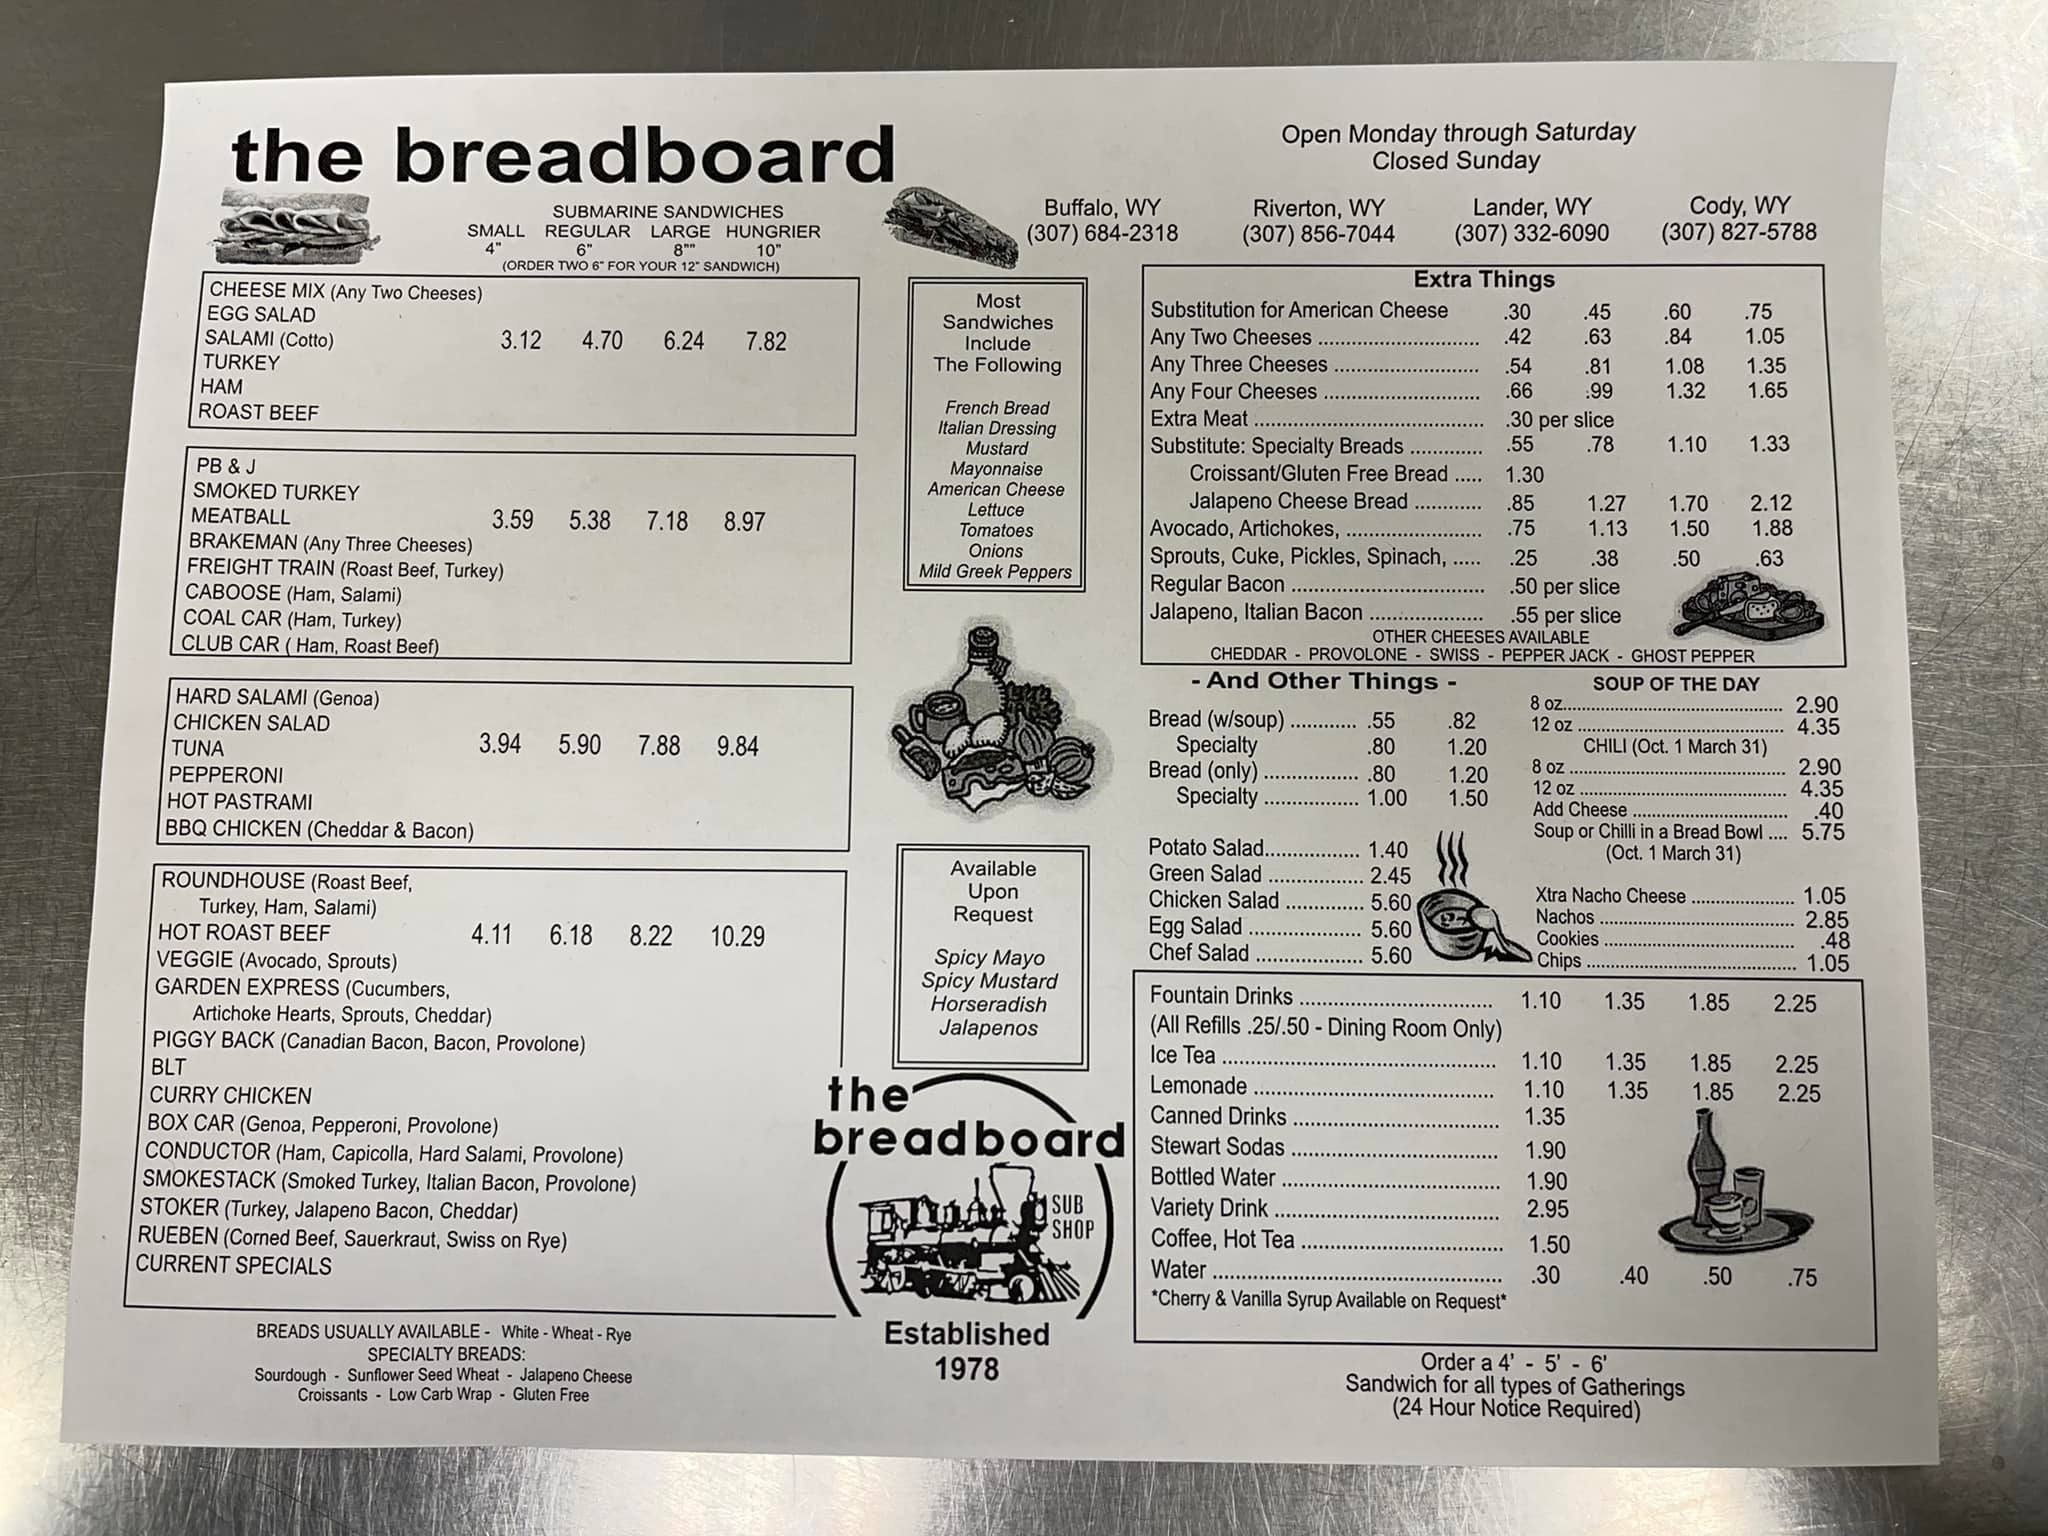 the breadboard
SUBMARINE SANDWICHES
SMALL REGULAR LARGE HUNGRIER
4" 6" 8"" 10"
(ORDER TWO 6" FOR YOUR 12" SANDWICH)
CHEESE MIX (Any Two Cheeses)
EGG SALAD
SALAMI (Cotto) 3.12 4.70 6.24 7.82
TURKEY
HAM
ROAST BEEF
PB & J
SMOKED TURKEY
MEATBALL 3.59 5.38 7.18 8.97
BRAKEMAN (Any Three Cheeses)
FREIGHT TRAIN (Roast Beef, Turkey)
CABOOSE (Ham, Salami)
COAL CAR (Ham, Turkey)
CLUB CAR ( Ham, Roast Beef)
HARD SALAMI (Genoa)
CHICKEN SALAD
TUNA 3.94 5.90 7.88 9.84
PEPPERONI
HOT PASTRAMI
BBQ CHICKEN (Cheddar & Bacon)
ROUNDHOUSE (Roast Beef,
Turkey, Ham, Salami)
HOT ROAST BEEF 4.11 6.18 8.22 10.29
VEGGIE (Avocado, Sprouts)
GARDEN EXPRESS (Cucumbers,
Artichoke Hearts, Sprouts, Cheddar)
PIGGY BACK (Canadian Bacon, Bacon, Provolone)
BLT
CURRY CHICKEN
BOX CAR (Genoa, Pepperoni, Provolone)
CONDUCTOR (Ham, Capicolla, Hard Salami, Provolone)
SMOKESTACK (Smoked Turkey, Italian Bacon, Provolone)
STOKER (Turkey, Jalapeno Bacon, Cheddar)
RUEBEN (Corned Beef, Sauerkraut, Swiss on Rye)
CURRENT SPECIALS
BREADS USUALLY AVAILABLE - White - Wheat - Rye
SPECIALTY BREADS:
Sourdough - Sunflower Seed Wheat - Jalapeno Cheese
Croissants - Low Carb Wrap - Gluten Free
Most
Sandwiches
Include
The Following
French Bread
Italian Dressing
Mustard
Mayonnaise
American Cheese
Lettuce
Tomatoes
Onions
Mild Greek Peppers
Available
Upon
Request
Spicy Mayo
Spicy Mustard
Horseradish
Jalapenos
the
breadboard
SUB
SHOP
Established
1978
Open Monday through Saturday
Closed Sunday
Buffalo, WY Riverton, WY Lander, WY Cody, WY
(307) 684-2318 (307) 856-7044 (307) 332-6090 (307) 827-5788
Extra Things
Substitution for American Cheese .30 .45 .60 .75
Any Two Cheeses .............................. .42 .63 .84 1.05
Any Three Cheeses ........................... .54 .81 1.08 1.35
Any Four Cheeses ............................. .66 .99 1.32 1.65
Extra Meat ........................................... .30 per slice
Substitute: Specialty Breads ............. .55 .78 1.10 1.33
Croissant/Gluten Free Bread ..... 1.30
Jalapeno Cheese Bread ............ .85 1.27 1.70 2.12
Avocado, Artichokes, ......................... .75 1.13 1.50 1.88
Sprouts, Cuke, Pickles, Spinach, ..... .25 .38 .50 .63
Regular Bacon .................................... .50 per slice
Jalapeno, Italian Bacon ..................... .55 per slice
OTHER CHEESES AVAILABLE
CHEDDAR - PROVOLONE - SWISS - PEPPER JACK - GHOST PEPPER
- And Other Things -
Bread (w/soup) ............ .55 .82
Specialty .80 1.20
Bread (only) ................. .80 1.20
Specialty ................. 1.00 1.50
Potato Salad................. 1.40
Green Salad ................. 2.45
Chicken Salad .............. 5.60
Egg Salad .................... 5.60
Chef Salad ................... 5.60
SOUP OF THE DAY
8 oz............................................. 2.90
12 oz .......................................... 4.35
CHILI (Oct. 1 March 31)
8 oz ............................................ 2.90
12 oz .......................................... 4.35
Add Cheese ............................... .40
Soup or Chilli in a Bread Bowl .... 5.75
(Oct. 1 March 31)
Xtra Nacho Cheese .................... 1.05
Nachos ...................................... 2.85
Cookies ..................................... .48
Chips ......................................... 1.05
Fountain Drinks ................................ 1.10 1.35 1.85 2.25
(All Refills .25/.50 - Dining Room Only)
Ice Tea ............................................. 1.10 1.35 1.85 2.25
Lemonade ........................................ 1.10 1.35 1.85 2.25
Canned Drinks .................................. 1.35
Stewart Sodas .................................. 1.90
Bottled Water .................................... 1.90
Variety Drink ..................................... 2.95
Coffee, Hot Tea ................................. 1.50
Water ................................................ .30 .40 .50 .75
*Cherry & Vanilla Syrup Available on Request*
Order a 4' - 5' - 6'
Sandwich for all types of Gatherings
(24 Hour Notice Required)